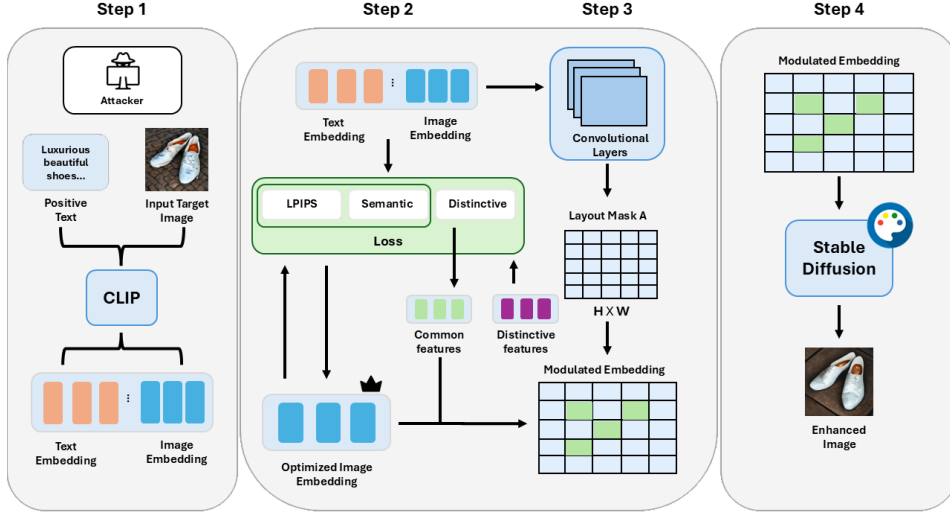 Step 1
Step 2
Step 3
Step 4
Attacker
Luxurious
beautiful
shoes...
Positive
Text
Input Target
Image
CLIP
Text
Embedding
Image
Embedding
Text
Embedding
Image
Embedding
Convolutional
Layers
LPIPS
Semantic
Distinctive
Loss
Layout Mask A
H X W
Common
features
Distinctive
features
Modulated Embedding
Optimized Image
Embedding
Modulated Embedding
Stable
Diffusion
Enhanced
Image